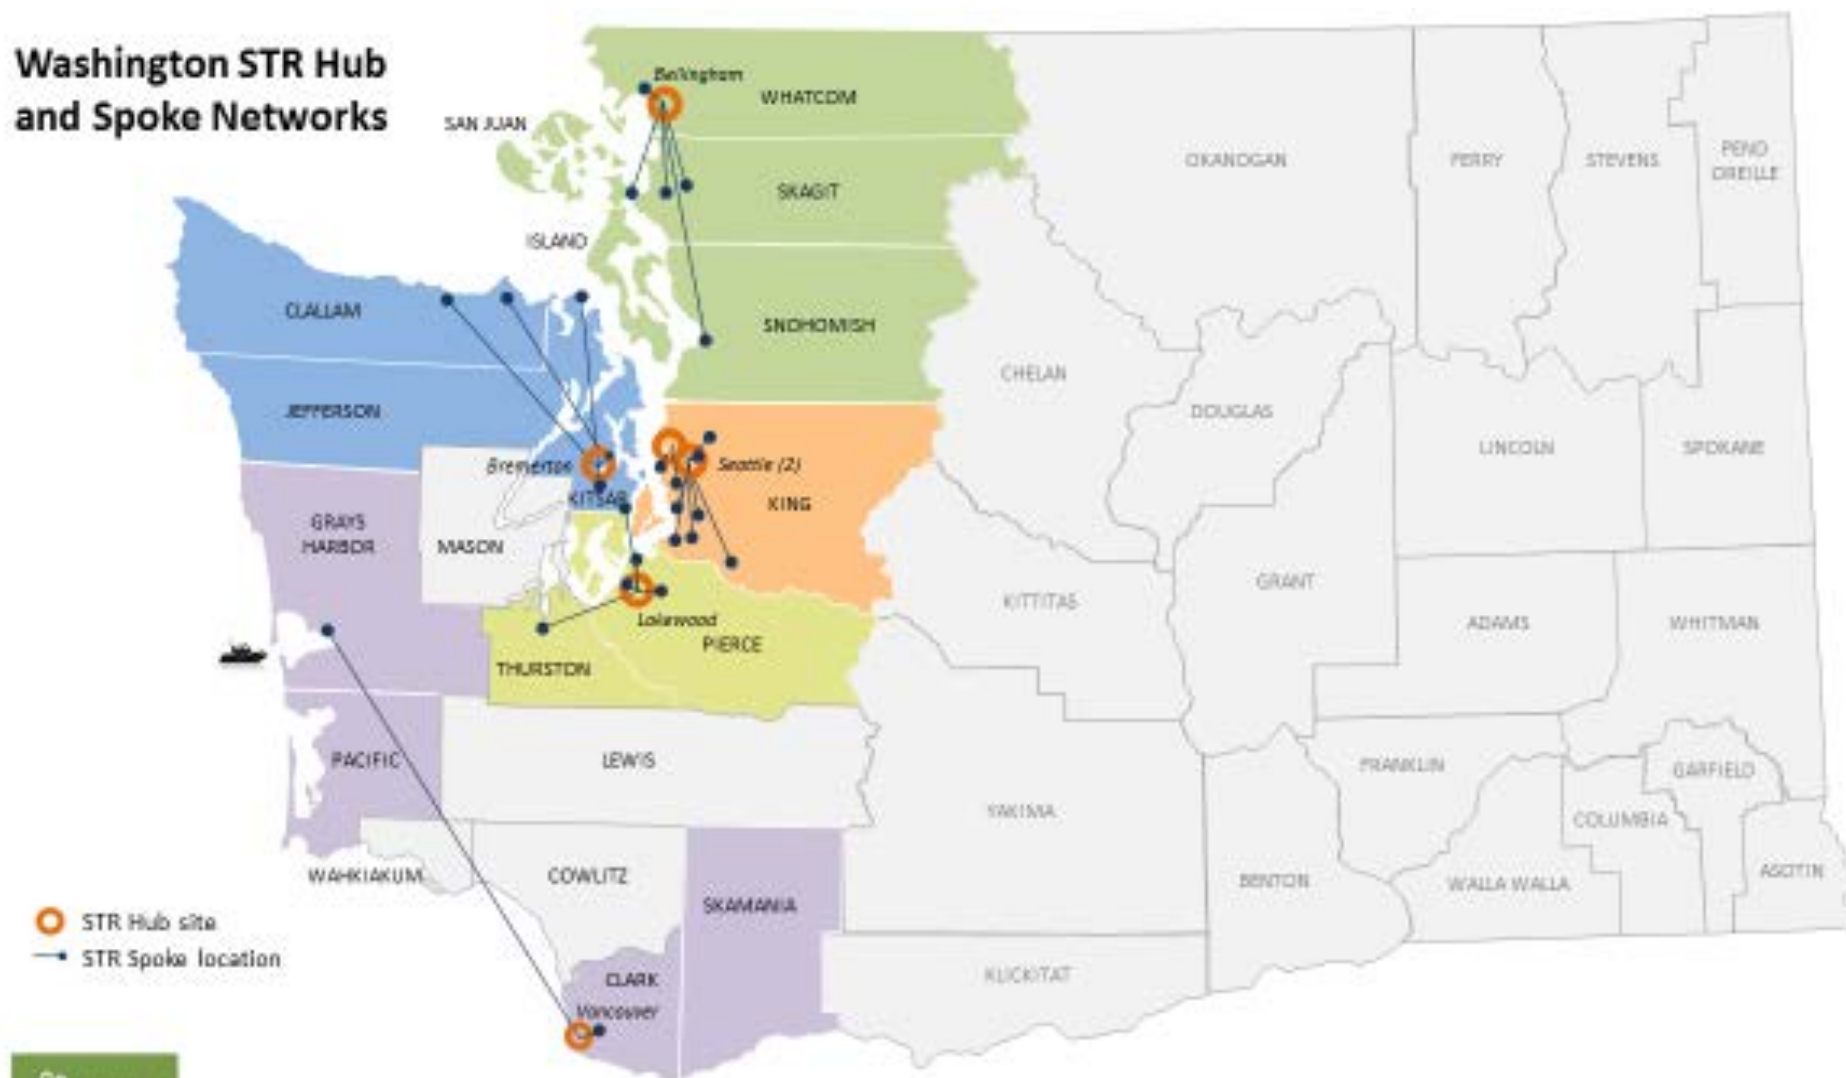 Washington STR Hub
and Spoke Networks
Bellingham
WHATCOM
SAN JUAN
OKANOGAN
FERRY
STEVENS
PEND
OREILLE
SKAGIT
ISLAND
CLALLAM
SNOHOMISH
CHELAN
JEFFERSON
DOUGLAS
LINCOLN
SPOKANE
Bremerton
Seattle (2)
KITSAP
KING
GRAYS
HARBOR
MASON
GRANT
KITTITAS
ADAMS
WHITMAN
Lakewood
PIERCE
THURSTON
PACIFIC
LEWIS
FRANKLIN
GARFIELD
YAKIMA
COLUMBIA
WAHKIAKUM
COWLITZ
BENTON
WALLA WALLA
ASOTIN
SKAMANIA
STR Hub site
STR Spoke location
CLARK
KLICKITAT
Vancouver